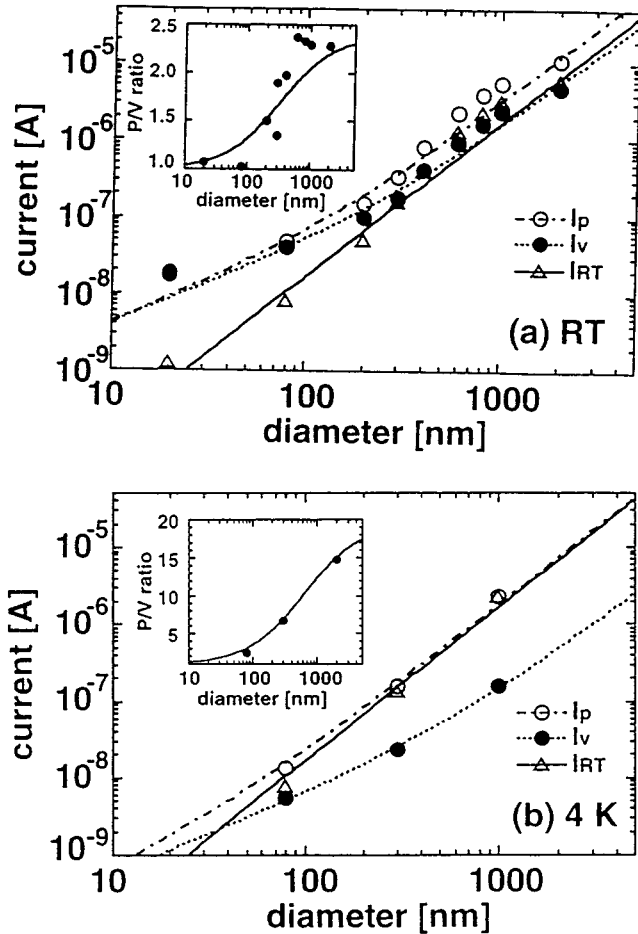 current [A]
10-5
10-6
10-7
10-8
10-9
10
100
1000
diameter [nm]
P/V ratio
2.5
2.0
1.5
1.0
10
100
1000
diameter [nm]
Ip
Iv
IRT
(a) RT
current [A]
10-5
10-6
10-7
10-8
10-9
10
100
1000
diameter [nm]
P/V ratio
20
15
10
5
10
100
1000
diameter [nm]
Ip
Iv
IRT
(b) 4 K